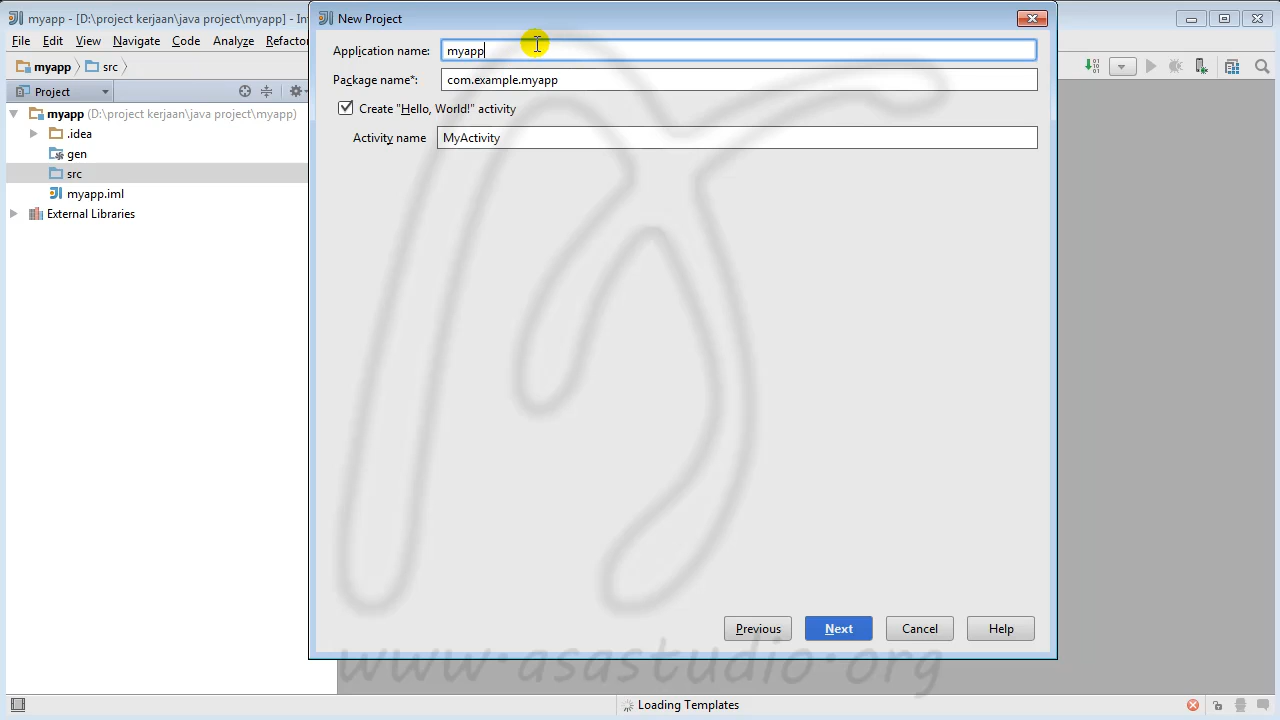 myapp - [D:\project kerjaan\java project\myapp] - Int
New Project
File Edit View Navigate Code Analyze Refacto
myapp src
Project
myapp (D:\project kerjaan\java project\myapp)
.idea
gen
src
myapp.iml
External Libraries
Application name: myapp
Package name*: com.example.myapp
Create "Hello, World!" activity
Activity name MyActivity
Previous Next Cancel Help
www.asastudio.org
Loading Templates